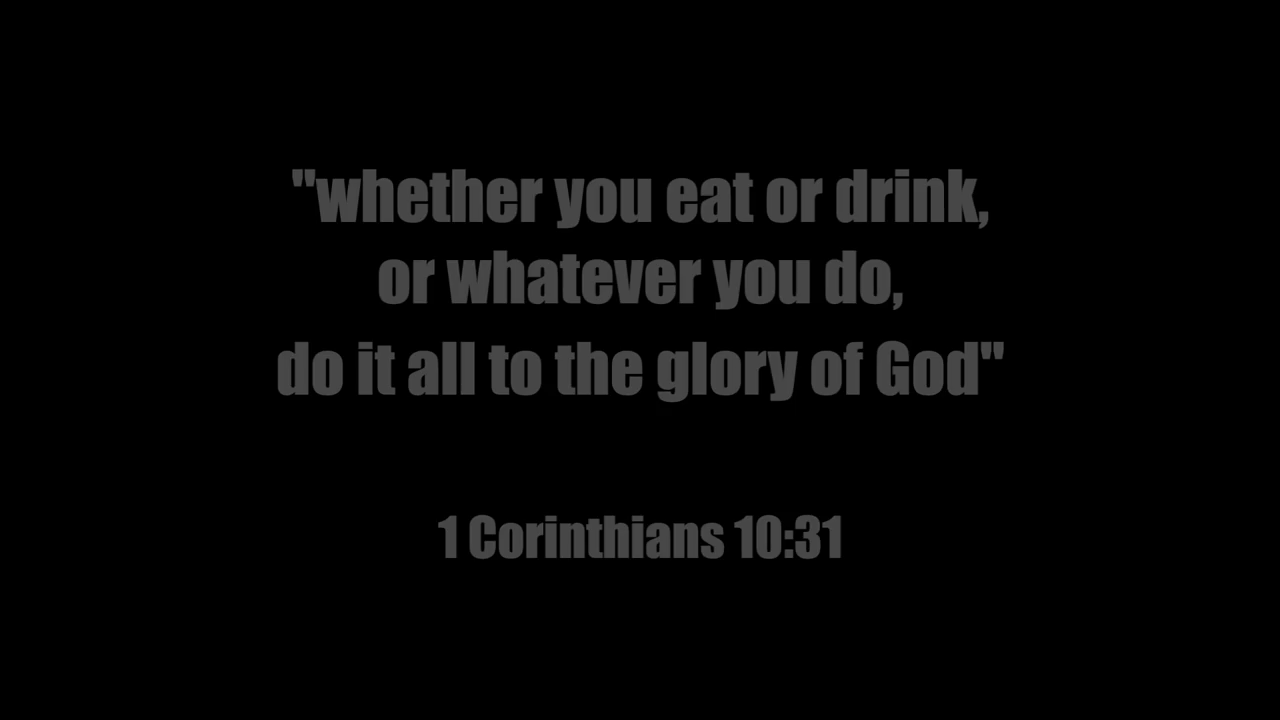 "whether you eat or drink,
or whatever you do,
do it all to the glory of God"
1 Corinthians 10:31